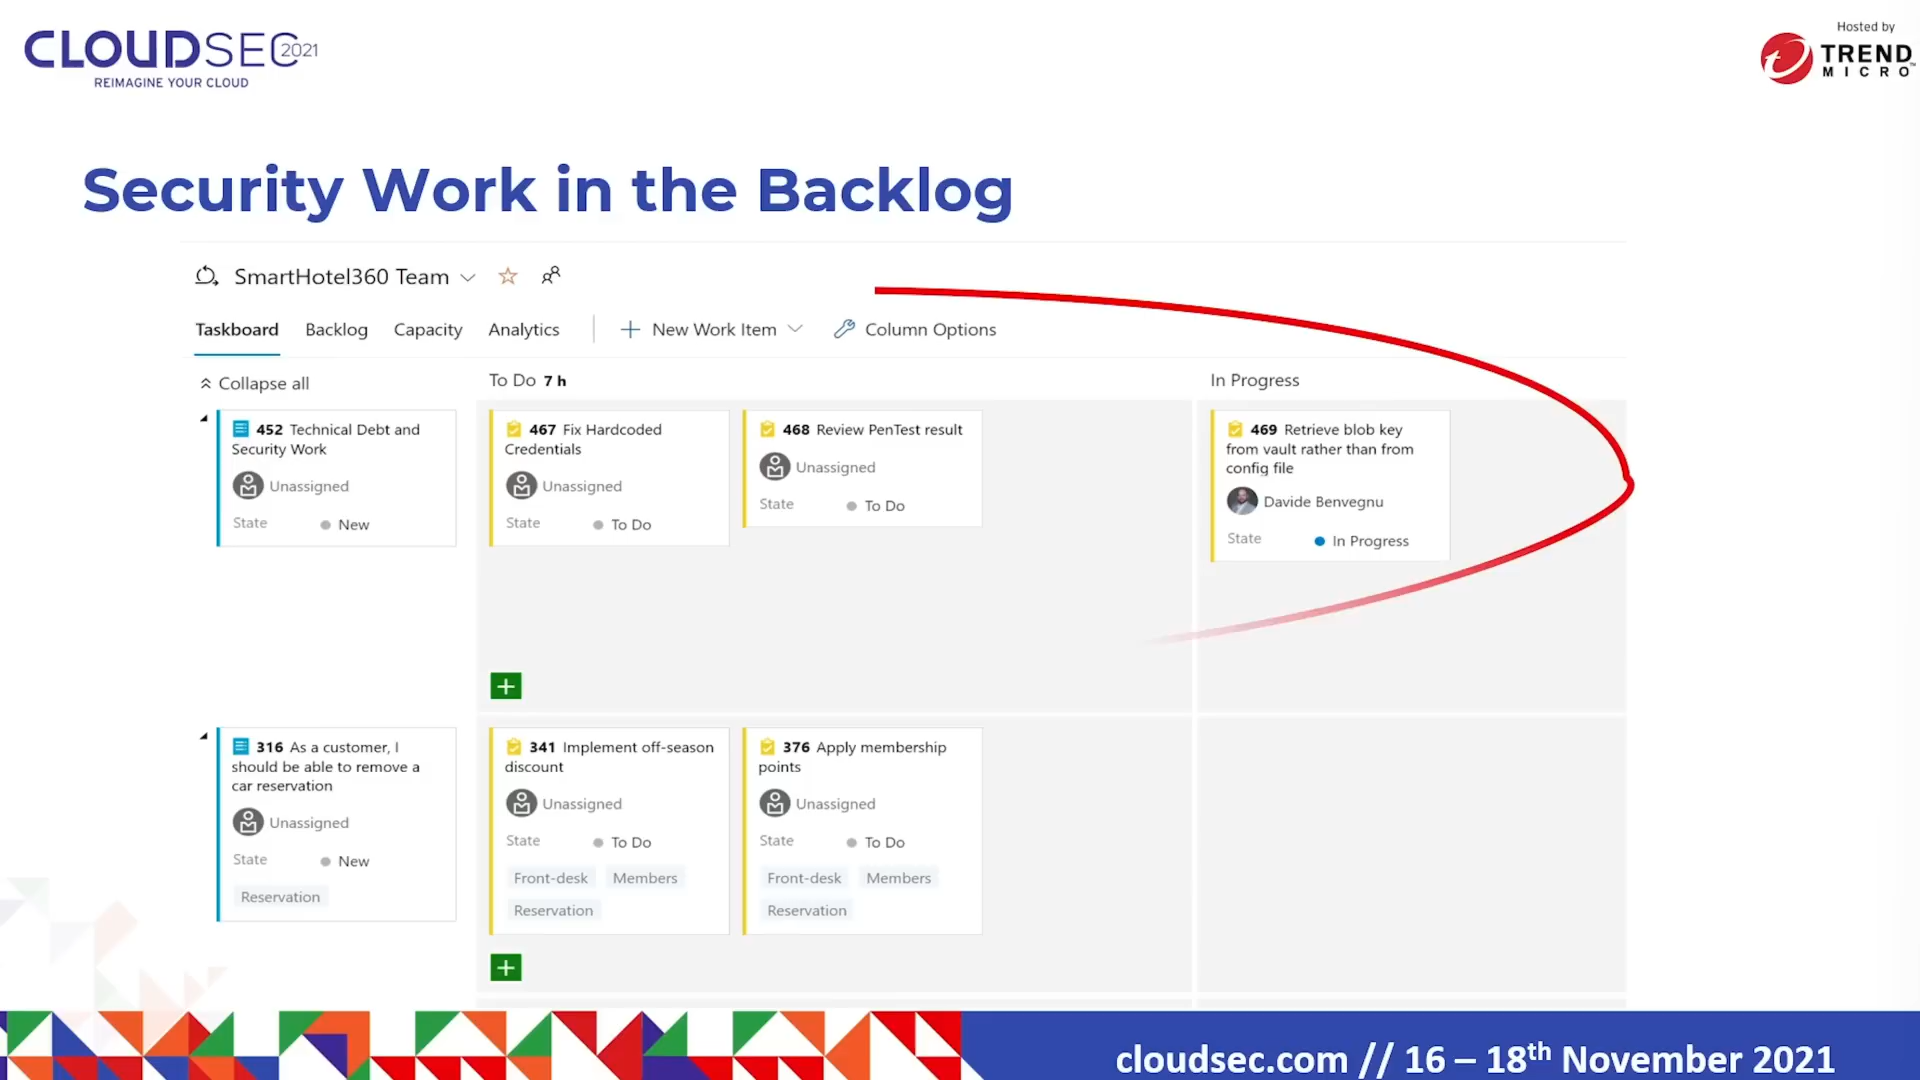 CLOUDSEC 2021
REIMAGINE YOUR CLOUD
Hosted by
TREND
MICRO™
Security Work in the Backlog
SmartHotel360 Team
Taskboard Backlog Capacity Analytics New Work Item Column Options
Collapse all
To Do 7 h
In Progress
452 Technical Debt and
Security Work
Unassigned
State New
467 Fix Hardcoded
Credentials
Unassigned
State To Do
468 Review PenTest result
Unassigned
State To Do
469 Retrieve blob key
from vault rather than from
config file
Davide Benvegnu
State In Progress
316 As a customer, I
should be able to remove a
car reservation
Unassigned
State New
Reservation
341 Implement off-season
discount
Unassigned
State To Do
Front-desk Members
Reservation
376 Apply membership
points
Unassigned
State To Do
Front-desk Members
Reservation
cloudsec.com // 16 – 18th November 2021